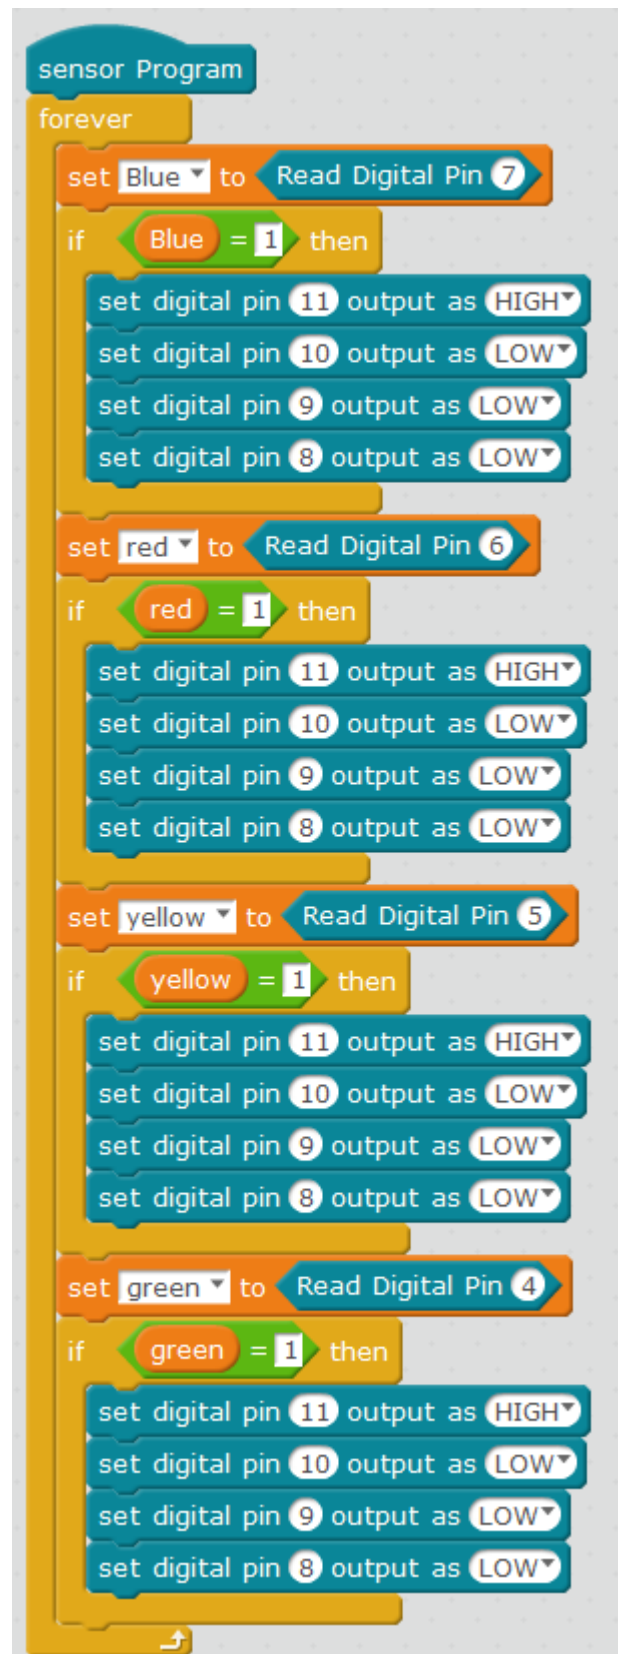 sensor Program
forever
set Blue to Read Digital Pin 7
if Blue = 1 then
set digital pin 11 output as HIGH
set digital pin 10 output as LOW
set digital pin 9 output as LOW
set digital pin 8 output as LOW
set red to Read Digital Pin 6
if red = 1 then
set digital pin 11 output as HIGH
set digital pin 10 output as LOW
set digital pin 9 output as LOW
set digital pin 8 output as LOW
set yellow to Read Digital Pin 5
if yellow = 1 then
set digital pin 11 output as HIGH
set digital pin 10 output as LOW
set digital pin 9 output as LOW
set digital pin 8 output as LOW
set green to Read Digital Pin 4
if green = 1 then
set digital pin 11 output as HIGH
set digital pin 10 output as LOW
set digital pin 9 output as LOW
set digital pin 8 output as LOW